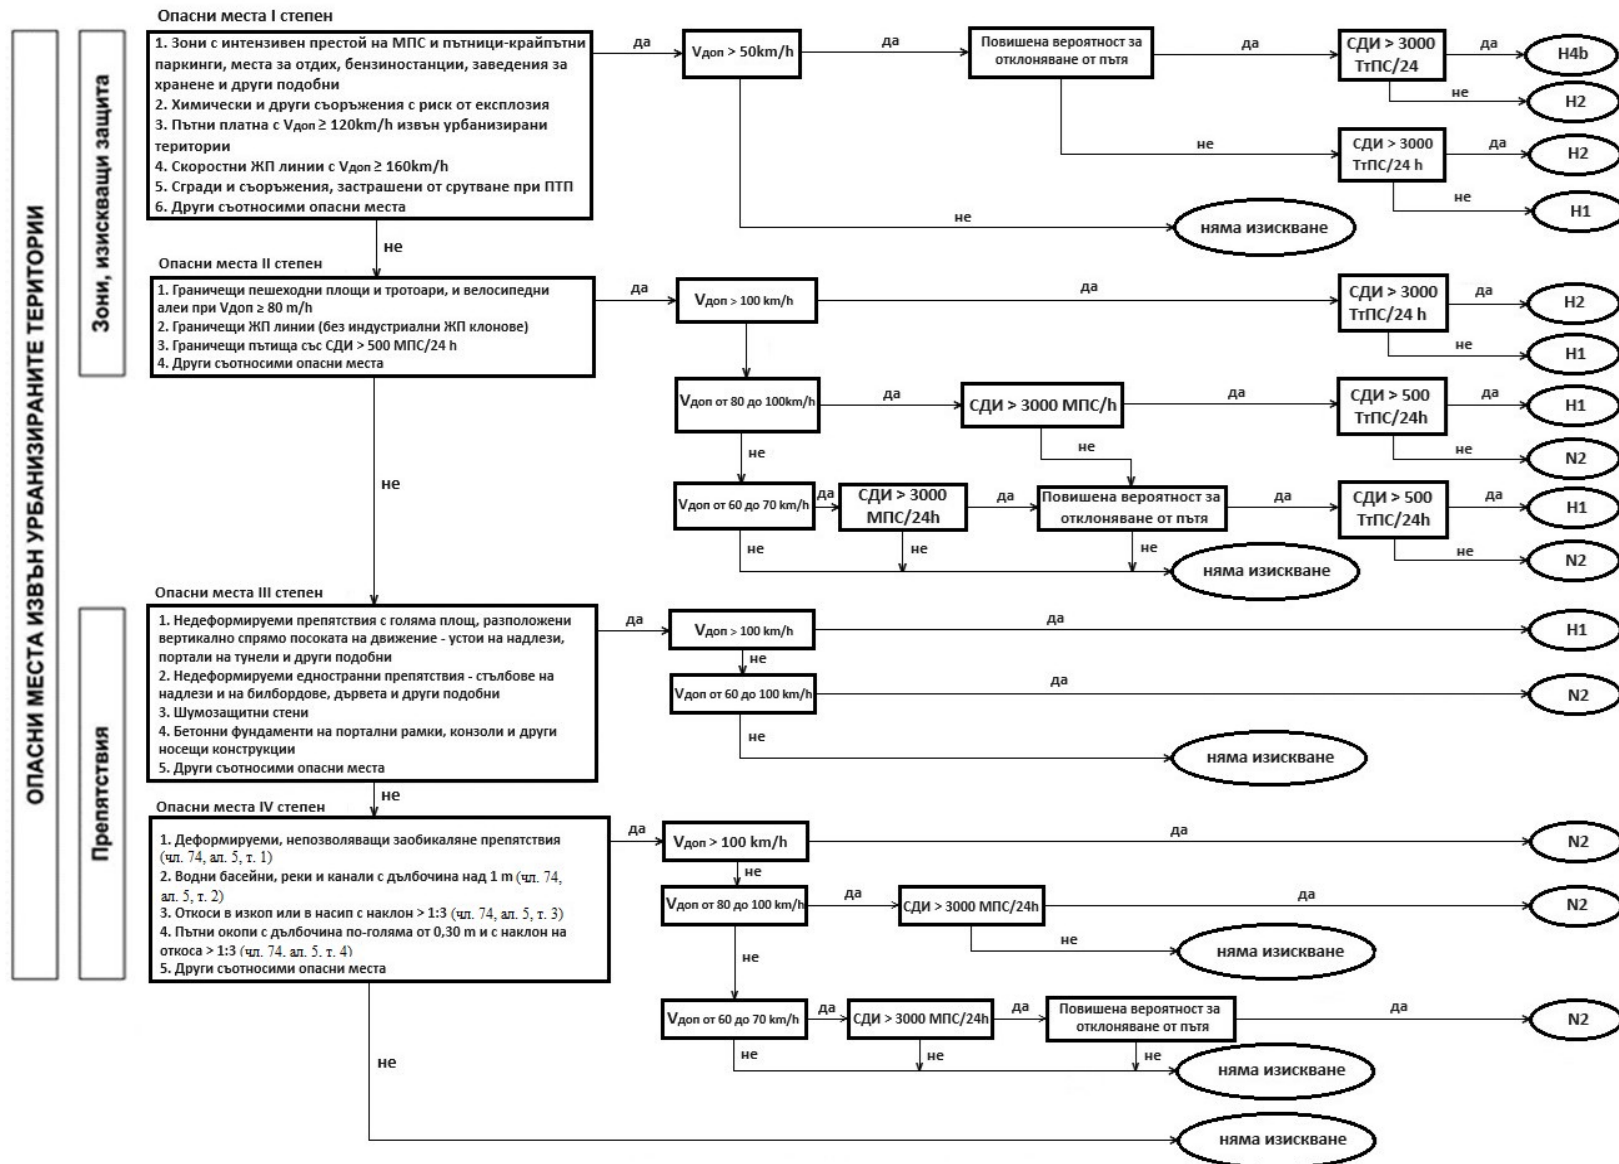 ОПАСНИ МЕСТА ИЗВЪН УРБАНИЗИРАНИТЕ ТЕРИТОРИИ
Зони, изискващи защита
Опасни места I степен
1. Зони с интензивен престой на МПС и пътници-крайпътни
паркинги, места за отдих, бензиностанции, заведения за
хранене и други подобни
2. Химически и други съоръжения с риск от експлозия
3. Пътни платна с Vдоп ≥ 120km/h извън урбанизирани
територии
4. Скоростни ЖП линии с Vдоп ≥ 160km/h
5. Сгради и съоръжения, застрашени от срутване при ПТП
6. Други съотносими опасни места
да
Vдоп > 50km/h
да
Повишена вероятност за
отклоняване от пътя
да
СДИ > 3000
ТтПС/24
да
H4b
не
H2
не
СДИ > 3000
ТтПС/24 h
да
H2
не
H1
не
няма изискване
не
Опасни места II степен
1. Граничещи пешеходни площи и тротоари, и велосипедни
алеи при Vдоп ≥ 80 m/h
2. Граничещи ЖП линии (без индустриални ЖП клонове)
3. Граничещи пътища със СДИ > 500 МПС/24 h
4. Други съотносими опасни места
да
Vдоп > 100 km/h
да
СДИ > 3000
ТтПС/24 h
да
H2
не
H1
Vдоп от 80 до 100km/h
да
СДИ > 3000 МПС/h
да
СДИ > 500
ТтПС/24h
да
H1
не
N2
не
не
не
Vдоп от 60 до 70 km/h
да
СДИ > 3000
МПС/24h
да
Повишена вероятност за
отклоняване от пътя
да
СДИ > 500
ТтПС/24h
да
H1
не
N2
не
не
не
няма изискване
Препятствия
Опасни места III степен
1. Недеформируеми препятствия с голяма площ, разположени
вертикално спрямо посоката на движение - устои на надлези,
портали на тунели и други подобни
2. Недеформируеми едностранни препятствия - стълбове на
надлези и на билбордове, дървета и други подобни
3. Шумозащитни стени
4. Бетонни фундаменти на портални рамки, конзоли и други
носещи конструкции
5. Други съотносими опасни места
да
Vдоп > 100 km/h
да
H1
не
Vдоп от 60 до 100 km/h
да
N2
не
няма изискване
не
Опасни места IV степен
1. Деформируеми, непозволяващи заобикаляне препятствия
(чл. 74, ал. 5, т. 1)
2. Водни басейни, реки и канали с дълбочина над 1 m (чл. 74,
ал. 5, т. 2)
3. Откоси в изкоп или в насип с наклон > 1:3 (чл. 74, ал. 5, т. 3)
4. Пътни окопи с дълбочина по-голяма от 0,30 m и с наклон на
откоса > 1:3 (чл. 74, ал. 5, т. 4)
5. Други съотносими опасни места
да
Vдоп > 100 km/h
да
N2
не
Vдоп от 80 до 100 km/h
да
СДИ > 3000 МПС/24h
да
N2
не
няма изискване
не
Vдоп от 60 до 70 km/h
да
СДИ > 3000 МПС/24h
да
Повишена вероятност за
отклоняване от пътя
да
N2
не
не
не
няма изискване
не
няма изискване